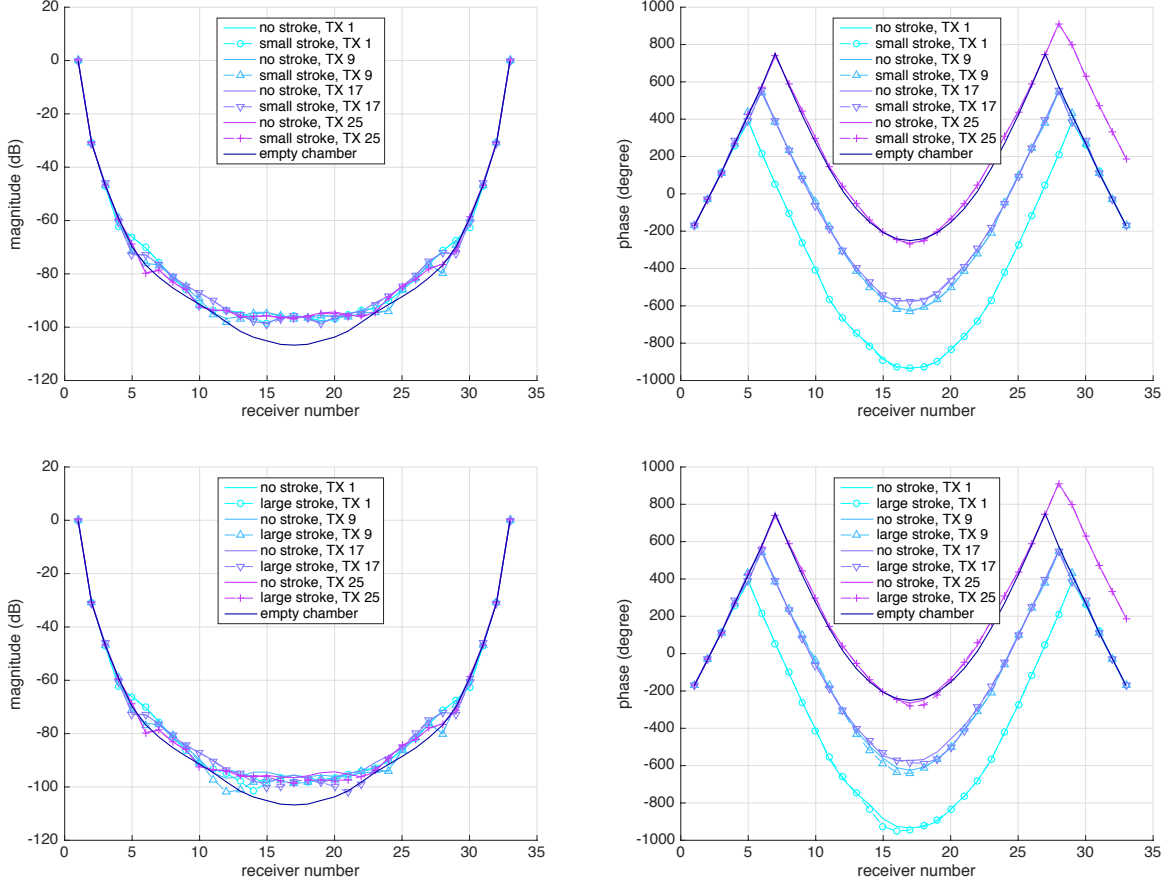 20
0
-20
-40
-60
-80
-100
-120
0 5 10 15 20 25 30 35
magnitude (dB)
receiver number
no stroke, TX 1
small stroke, TX 1
no stroke, TX 9
small stroke, TX 9
no stroke, TX 17
small stroke, TX 17
no stroke, TX 25
small stroke, TX 25
empty chamber
1000
800
600
400
200
0
-200
-400
-600
-800
-1000
0 5 10 15 20 25 30 35
phase (degree)
receiver number
no stroke, TX 1
small stroke, TX 1
no stroke, TX 9
small stroke, TX 9
no stroke, TX 17
small stroke, TX 17
no stroke, TX 25
small stroke, TX 25
empty chamber
20
0
-20
-40
-60
-80
-100
-120
0 5 10 15 20 25 30 35
magnitude (dB)
receiver number
no stroke, TX 1
large stroke, TX 1
no stroke, TX 9
large stroke, TX 9
no stroke, TX 17
large stroke, TX 17
no stroke, TX 25
large stroke, TX 25
empty chamber
1000
800
600
400
200
0
-200
-400
-600
-800
-1000
0 5 10 15 20 25 30 35
phase (degree)
receiver number
no stroke, TX 1
large stroke, TX 1
no stroke, TX 9
large stroke, TX 9
no stroke, TX 17
large stroke, TX 17
no stroke, TX 25
large stroke, TX 25
empty chamber